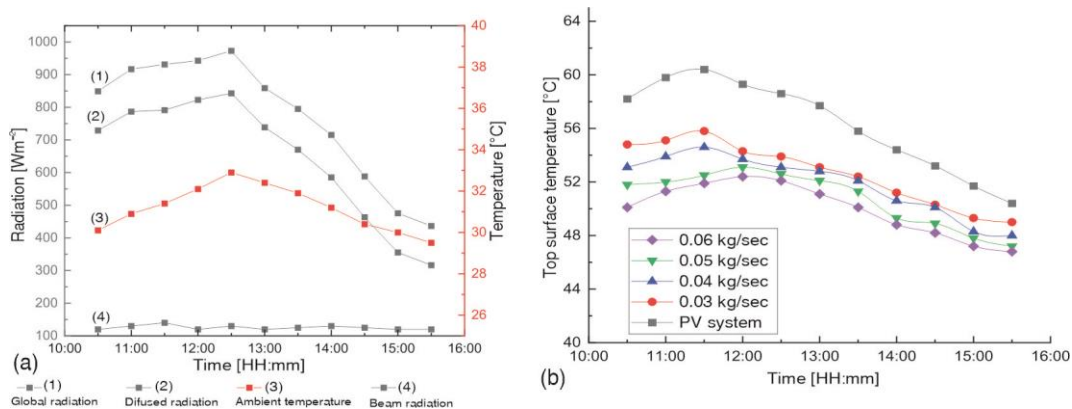 1000
900
800
700
600
500
400
300
200
100
Radiation [Wm⁻²]
(1)
(2)
(3)
(4)
40
38
36
34
32
30
28
26
Temperature [°C]
10:00 11:00 12:00 13:00 14:00 15:00 16:00
Time [HH:mm]
(a)
(1) (2) (3) (4)
Global radiation Difused radiation Ambient temperature Beam radiation
64
60
56
52
48
44
40
Top surface temperature [°C]
0.06 kg/sec
0.05 kg/sec
0.04 kg/sec
0.03 kg/sec
PV system
10:00 11:00 12:00 13:00 14:00 15:00 16:00
Time [HH:mm]
(b)